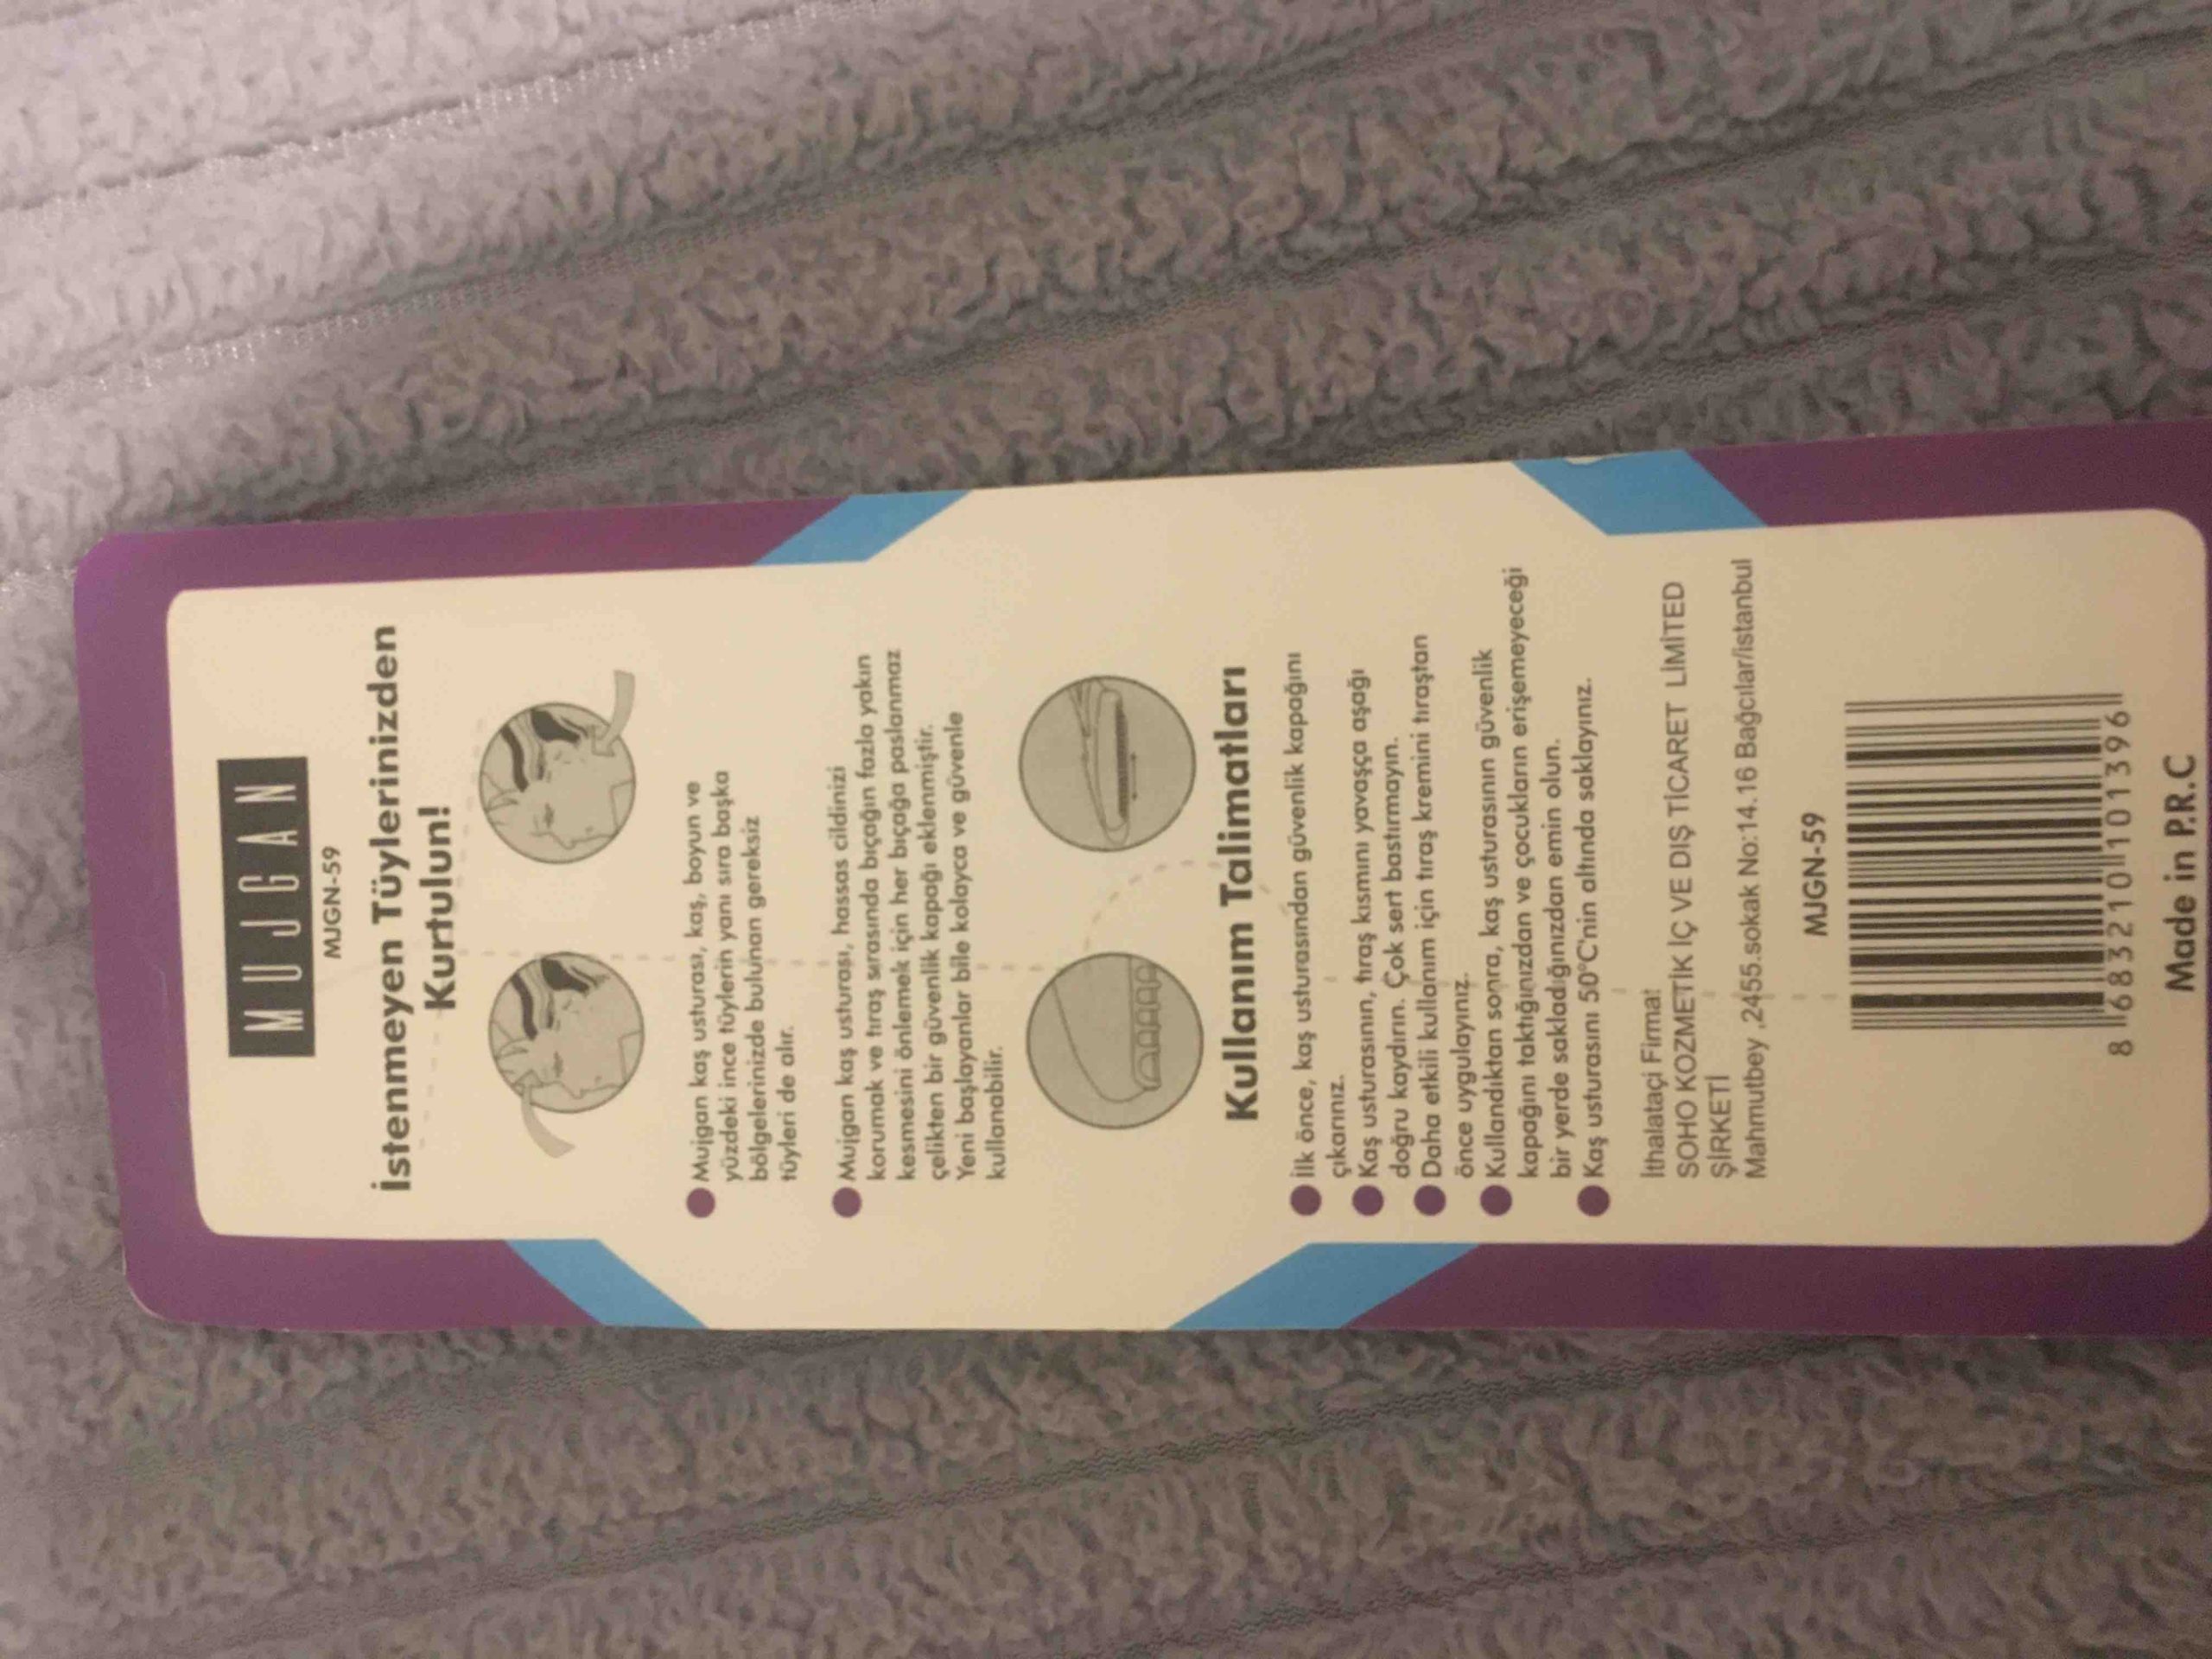 MUJGAN
MJGN-59
İstenmeyen Tüylerinizden
Kurtulun!
Mujgan kaş usturası, kaş, boyun ve
yüzdeki ince tüylerin yanı sıra başka
bölgelerinizde bulunan gereksiz
tüyleri de alır.
Mujgan kaş usturası, hassas cildinizi
korumak ve tıraş sırasında bıçağın fazla yakın
kesmesini önlemek için her bıçağa paslanmaz
çelikten bir güvenlik kapağı eklenmiştir.
Yeni başlayanlar bile kolayca ve güvenle
kullanabilir.
Kullanım Talimatları
İlk önce, kaş usturasından güvenlik kapağını
çıkarınız.
Kaş usturasının, tıraş kısmını yavaşça aşağı
doğru kaydırın. Çok sert bastırmayın.
Daha etkili kullanım için tıraş kremini tıraştan
önce uygulayınız.
Kullandıktan sonra, kaş usturasının güvenlik
kapağını taktığınızdan ve çocukların erişemeyeceği
bir yerde sakladığınızdan emin olun.
Kaş usturasını 50°C'nin altında saklayınız.
İthalataçi Firma:
SOHO KOZMETİK İÇ VE DIŞ TİCARET LİMİTED
ŞİRKETİ
Mahmutbey ,2455.sokak No:14.16 Bağcılar/istanbul
MJGN-59
8 683210 101396
Made in P.R.C